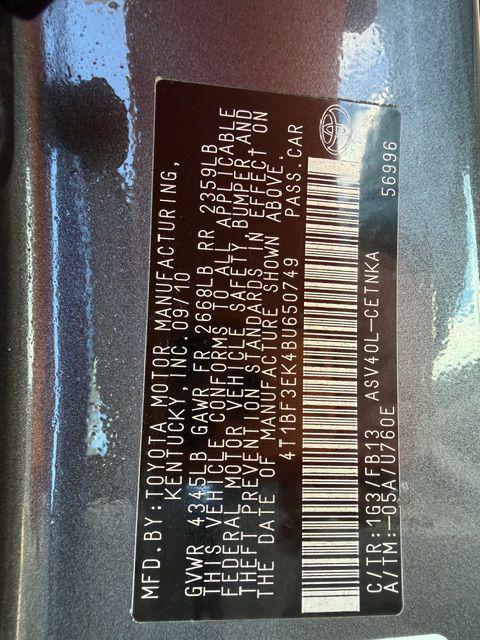 MFD.BY:TOYOTA MOTOR MANUFACTURING,
KENTUCKY, INC. 09/10
GVWR 4345LB GAWR FR 2668LB RR 2359LB
THIS VEHICLE CONFORMS TO ALL APPLICABLE
FEDERAL MOTOR VEHICLE SAFETY, BUMPER AND
THEFT PREVENTION STANDARDS IN EFFECT ON
THE DATE OF MANUFACTURE SHOWN ABOVE.
4T1BF3EK4BU650749 PASS.CAR
C/TR:1G3/FB13 ASV40L-CETNKA 56996
A/TM:-05A/U760E